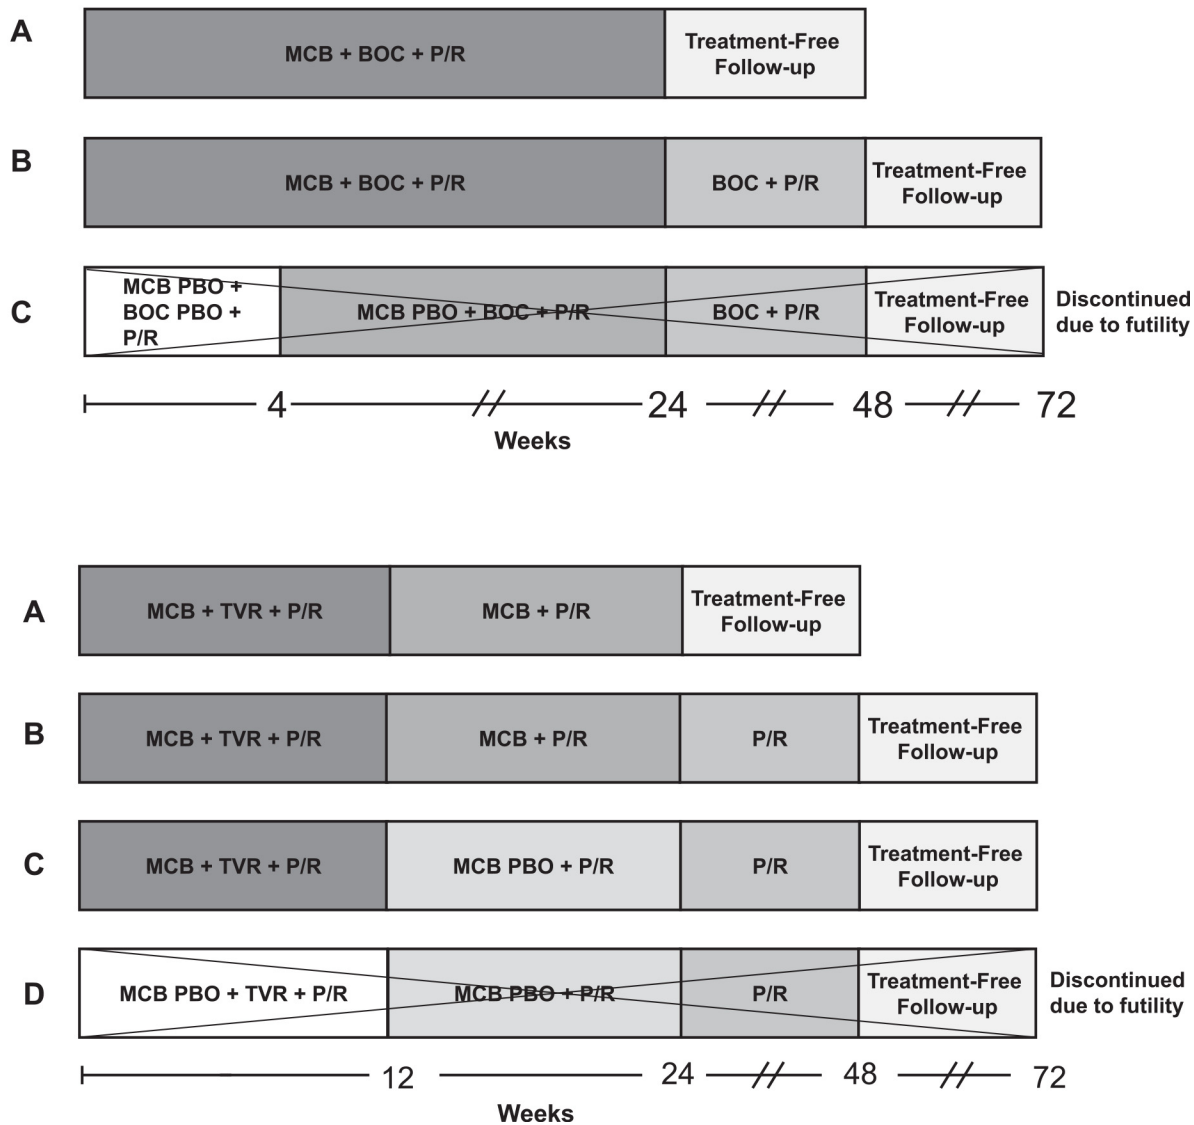 A
MCB + BOC + P/R
Treatment-Free
Follow-up
B
MCB + BOC + P/R
BOC + P/R
Treatment-Free
Follow-up
C
MCB PBO +
BOC PBO +
P/R
MCB PBO + BOC + P/R
BOC + P/R
Treatment-Free
Follow-up
Discontinued
due to futility
4
24
48
72
Weeks
A
MCB + TVR + P/R
MCB + P/R
Treatment-Free
Follow-up
B
MCB + TVR + P/R
MCB + P/R
P/R
Treatment-Free
Follow-up
C
MCB + TVR + P/R
MCB PBO + P/R
P/R
Treatment-Free
Follow-up
D
MCB PBO + TVR + P/R
MCB PBO + P/R
P/R
Treatment-Free
Follow-up
Discontinued
due to futility
12
24
48
72
Weeks